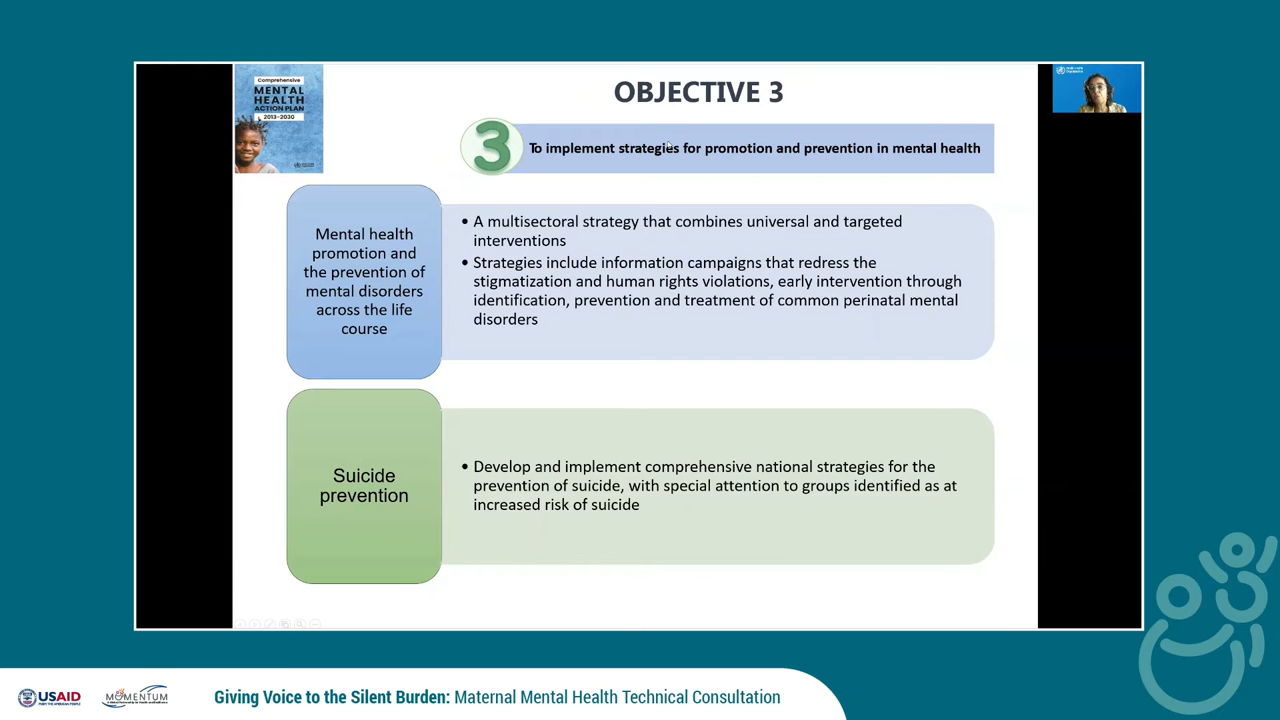 Comprehensive
MENTAL
HEALTH
ACTION PLAN
2013-2030
OBJECTIVE 3
3
To implement strategies for promotion and prevention in mental health
Mental health
promotion and
the prevention of
mental disorders
across the life
course
• A multisectoral strategy that combines universal and targeted
interventions
• Strategies include information campaigns that redress the
stigmatization and human rights violations, early intervention through
identification, prevention and treatment of common perinatal mental
disorders
Suicide
prevention
• Develop and implement comprehensive national strategies for the
prevention of suicide, with special attention to groups identified as at
increased risk of suicide
USAID
FROM THE AMERICAN PEOPLE
MOMENTUM
Giving Voice to the Silent Burden: Maternal Mental Health Technical Consultation